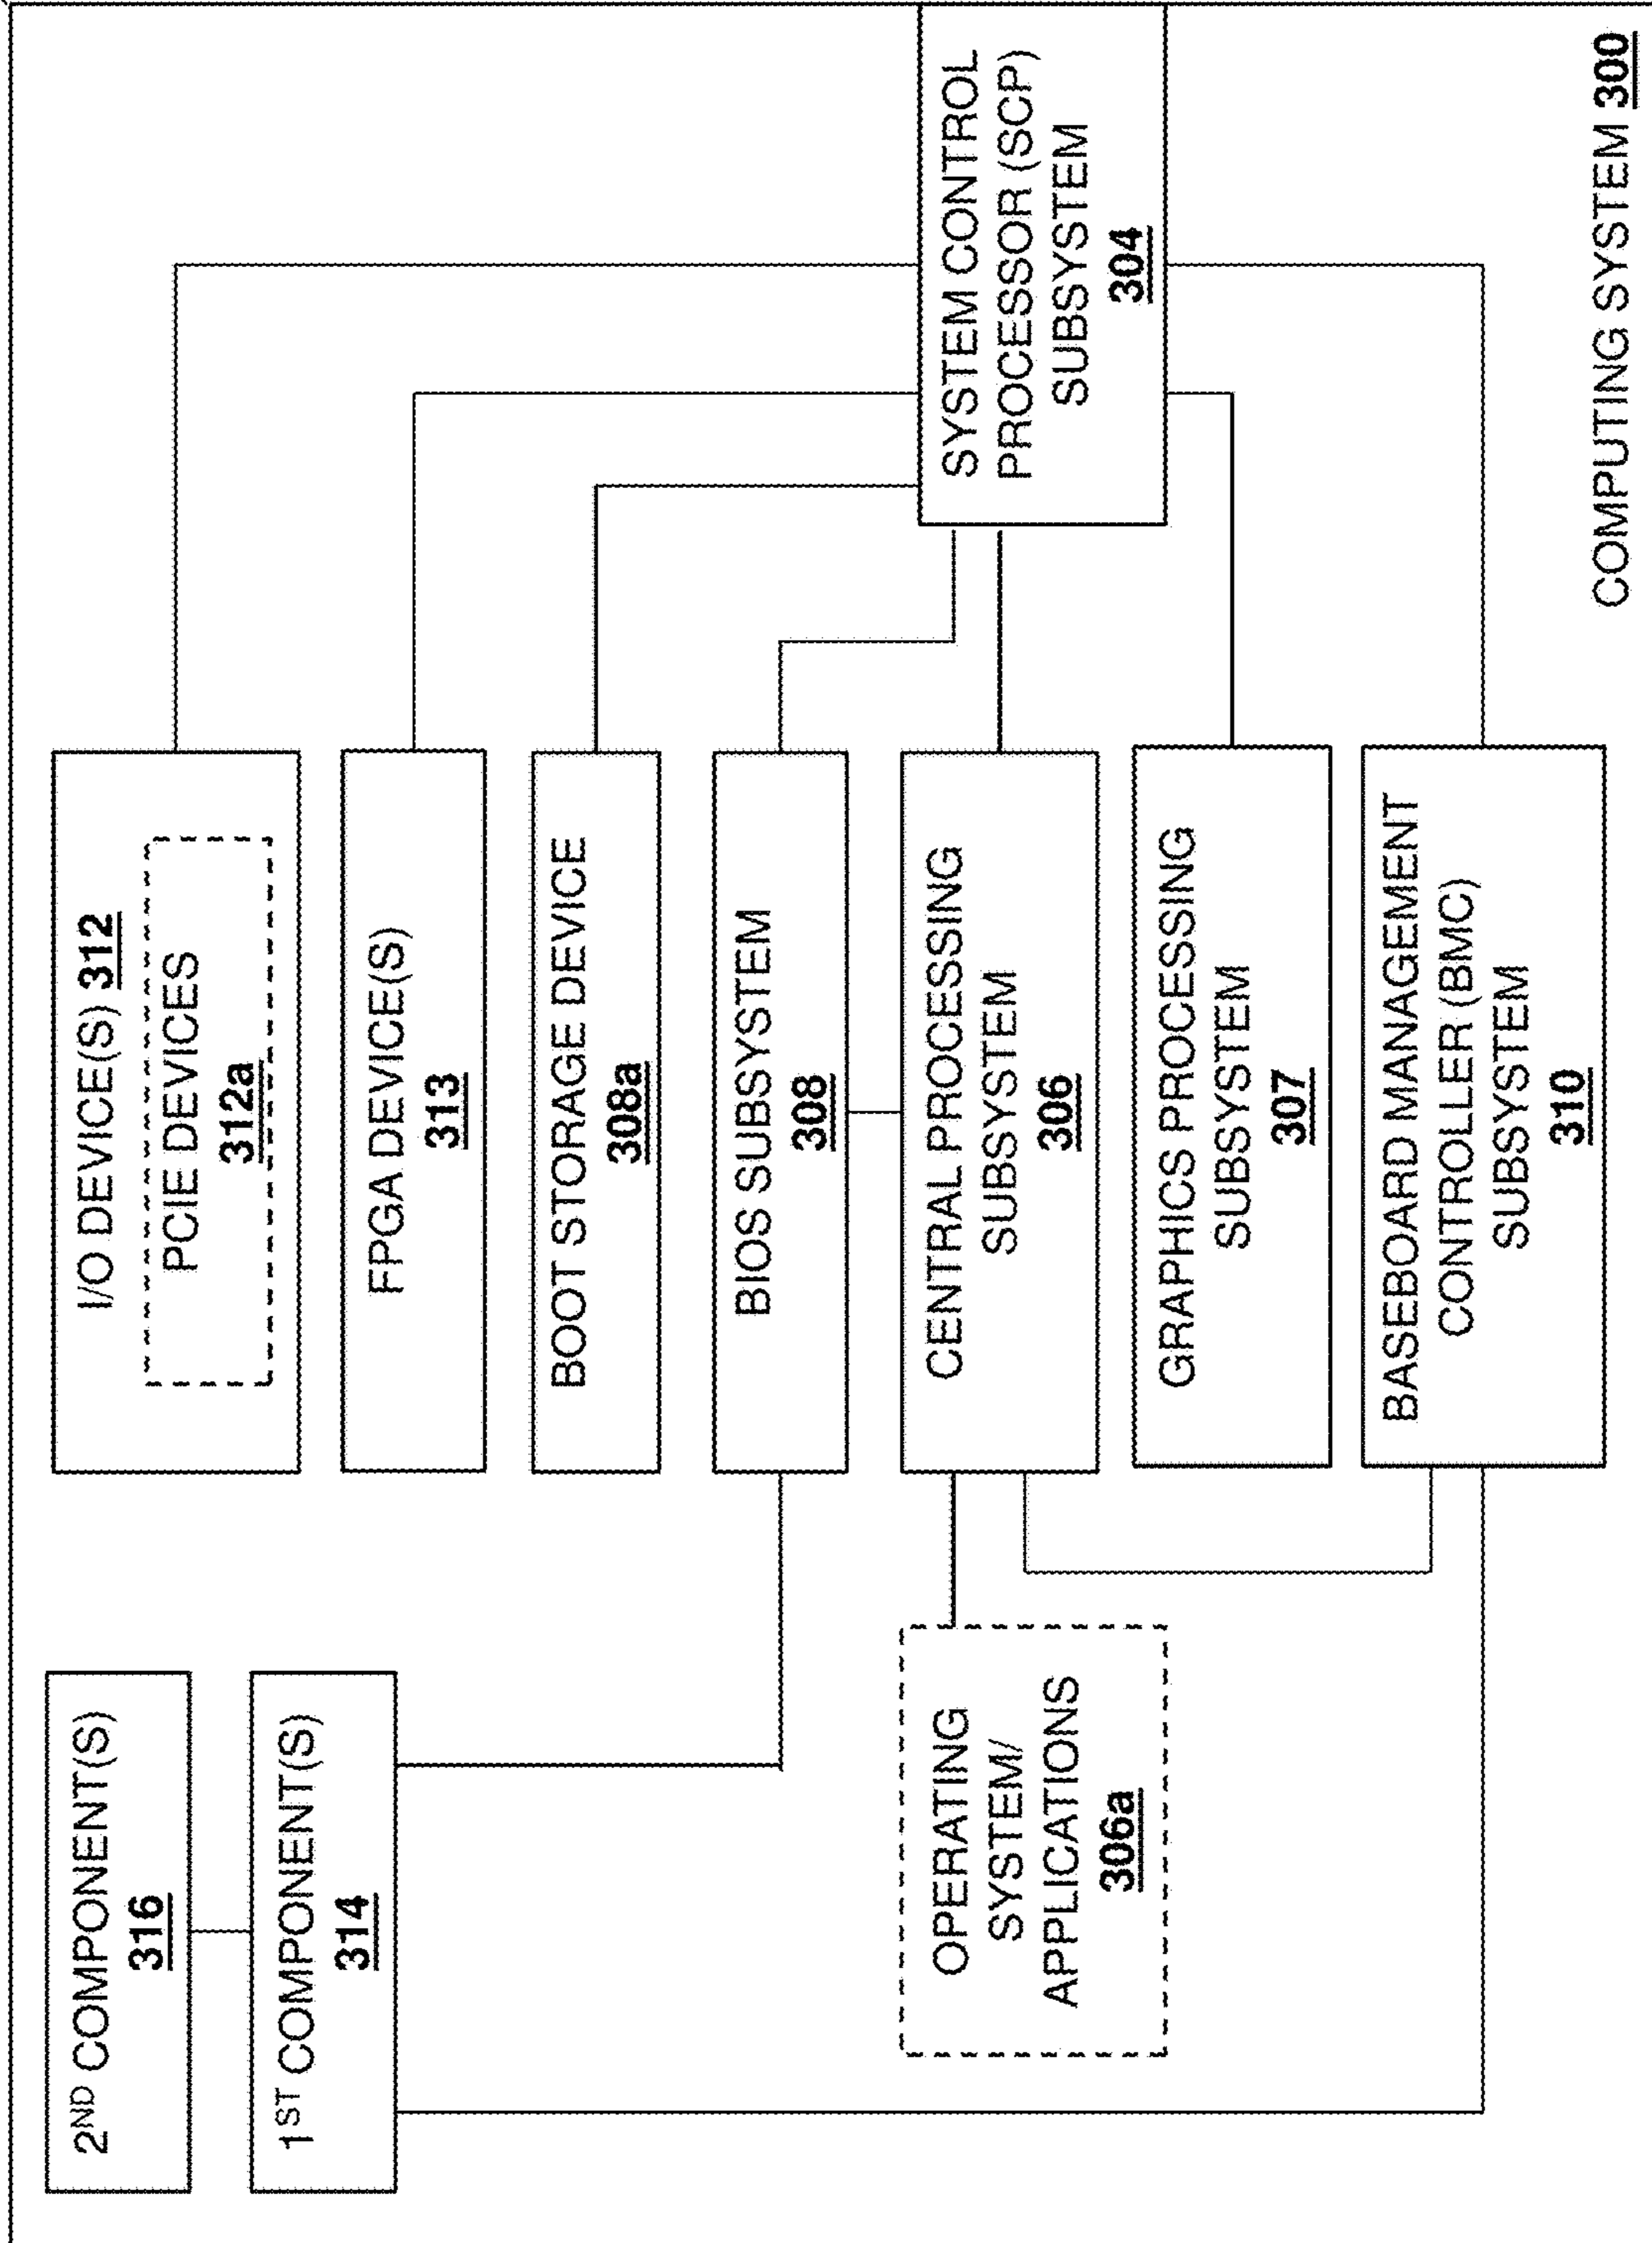 2ND COMPONENT(S)
316
1ST COMPONENT(S)
314
OPERATING
SYSTEM/
APPLICATIONS
306a
I/O DEVICE(S) 312
PCIE DEVICES
312a
FPGA DEVICE(S)
313
BOOT STORAGE DEVICE
308a
BIOS SUBSYSTEM
308
CENTRAL PROCESSING
SUBSYSTEM
306
GRAPHICS PROCESSING
SUBSYSTEM
307
BASEBOARD MANAGEMENT
CONTROLLER (BMC)
SUBSYSTEM
310
SYSTEM CONTROL
PROCESSOR (SCP)
SUBSYSTEM
304
COMPUTING SYSTEM 300